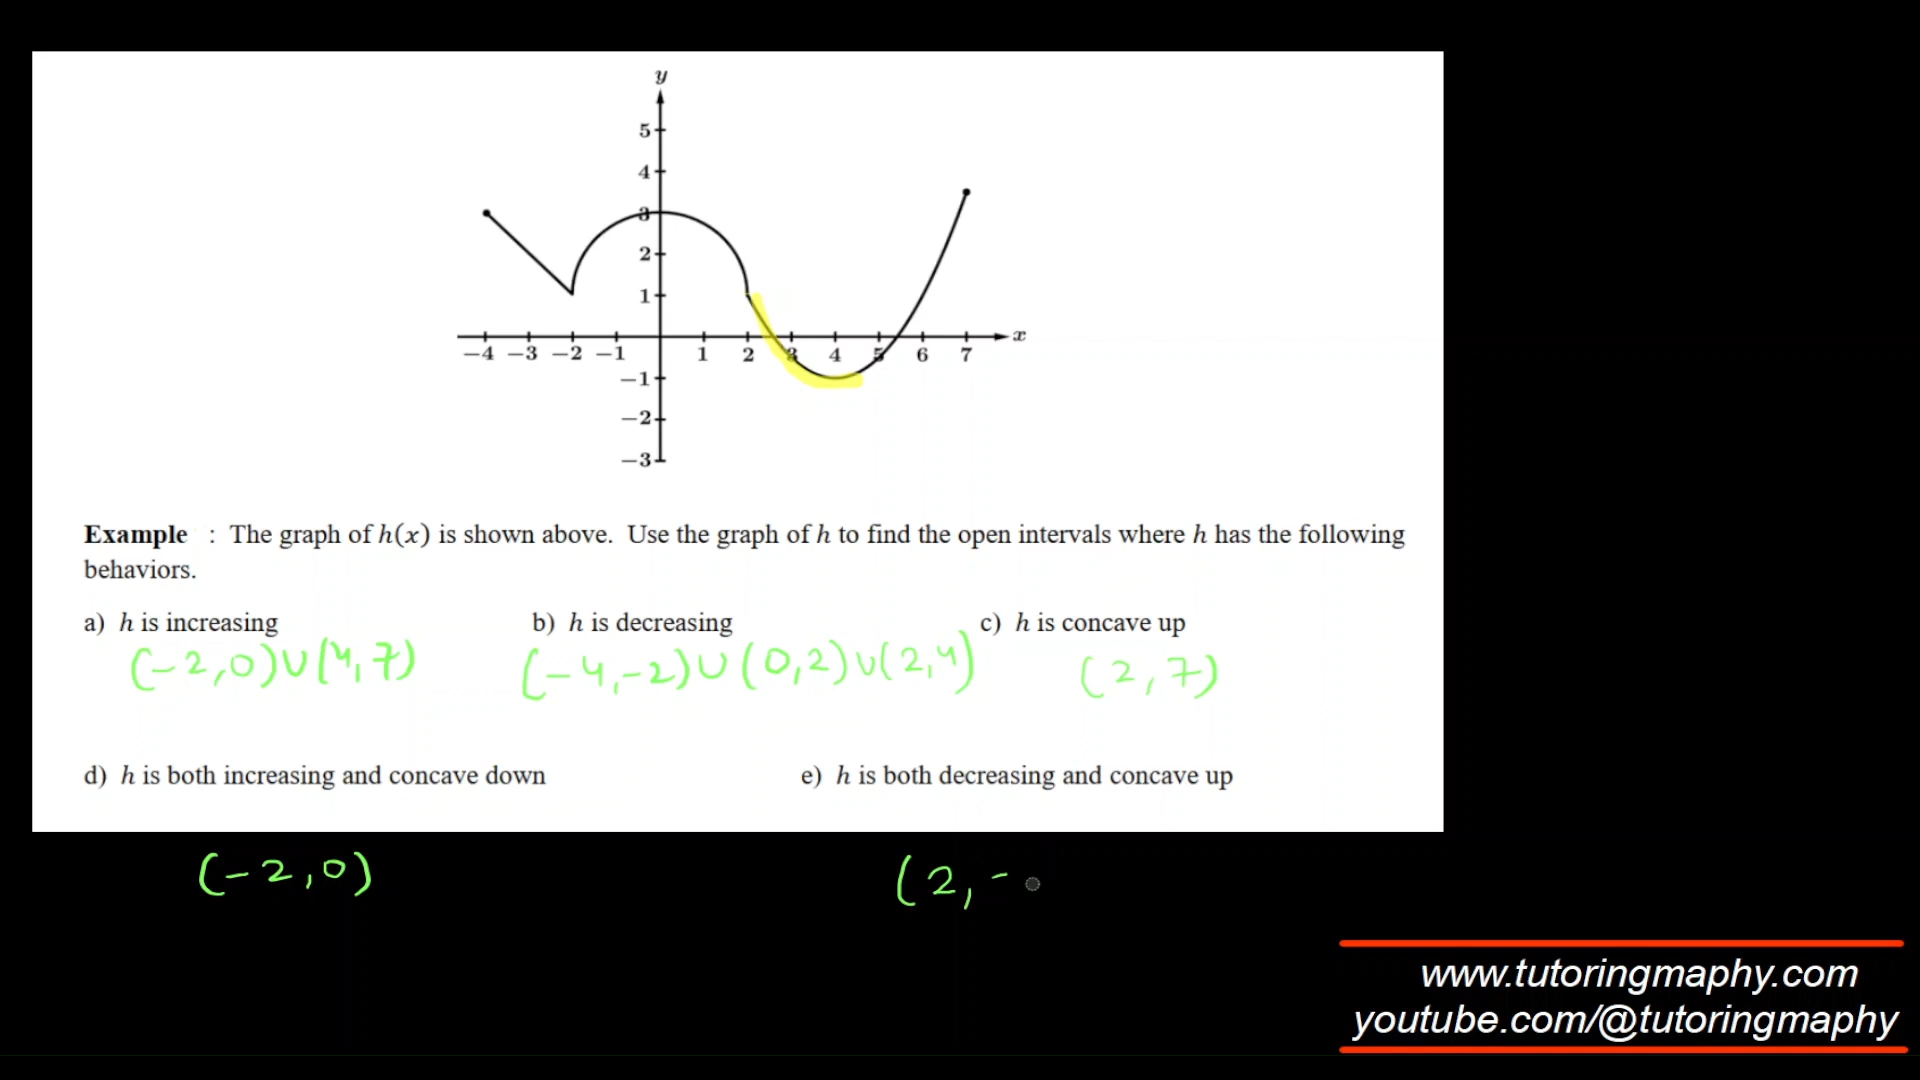 y
5
4
3
2
1
x
−4 −3 −2 −1 1 2 3 4 5 6 7
−1
−2
−3
Example : The graph of h(x) is shown above. Use the graph of h to find the open intervals where h has the following
behaviors.
a) h is increasing b) h is decreasing c) h is concave up
(-2,0)∪(4,7) (-4,-2)∪(0,2)∪(2,4) (2,7)
d) h is both increasing and concave down e) h is both decreasing and concave up
(-2,0) (2,-
www.tutoringmaphy.com
youtube.com/@tutoringmaphy